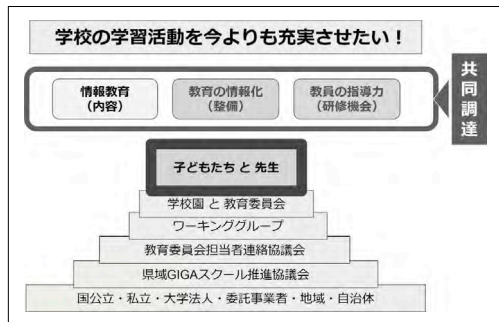 学校の学習活動を今よりも充実させたい！
情報教育
（内容）
教育の情報化
（整備）
教員の指導力
（研修機会）
共同調達
子どもたち と 先生
学校園 と 教育委員会
ワーキンググループ
教育委員会担当者連絡協議会
県域GIGAスクール推進協議会
国公立・私立・大学法人・委託事業者・地域・自治体